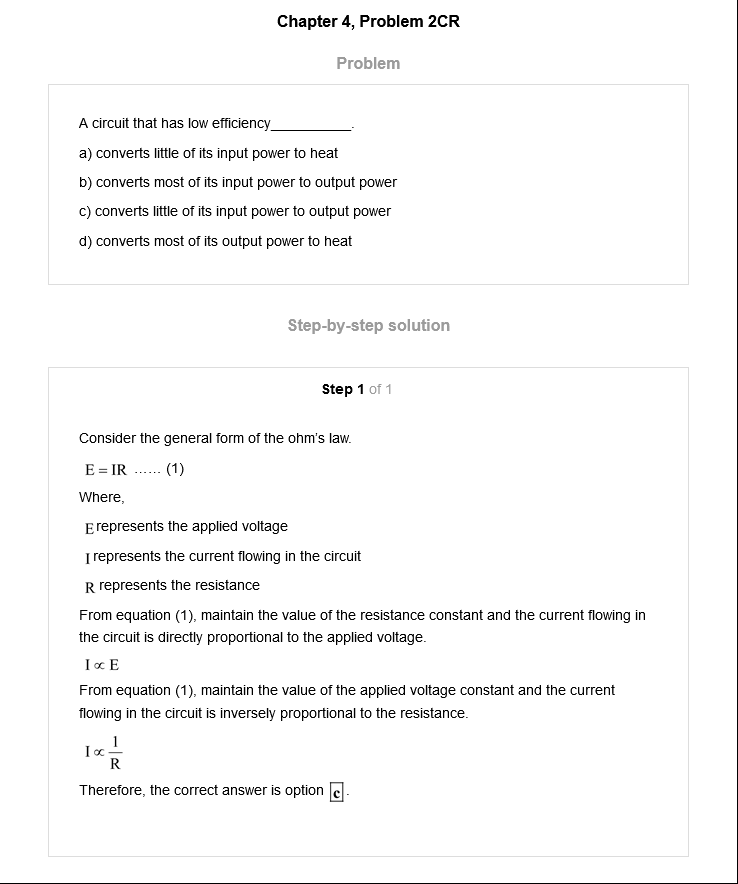 Chapter 4, Problem 2CR
Problem
A circuit that has low efficiency___________.
a) converts little of its input power to heat
b) converts most of its input power to output power
c) converts little of its input power to output power
d) converts most of its output power to heat
Step-by-step solution
Step 1 of 1
Consider the general form of the ohm's law.
E = IR ...... (1)
Where,
E represents the applied voltage
I represents the current flowing in the circuit
R represents the resistance
From equation (1), maintain the value of the resistance constant and the current flowing in
the circuit is directly proportional to the applied voltage.
I ∝ E
From equation (1), maintain the value of the applied voltage constant and the current
flowing in the circuit is inversely proportional to the resistance.
I ∝ 1/R
Therefore, the correct answer is option c.